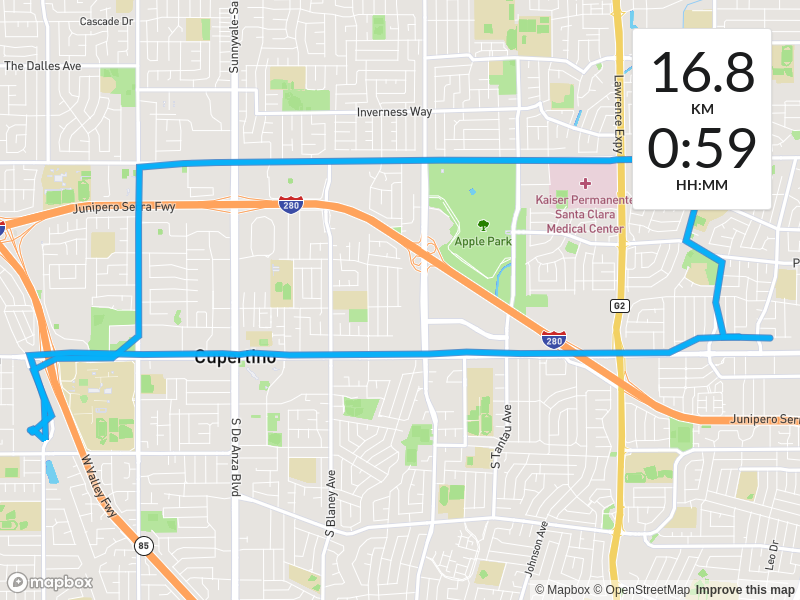 Cascade Dr
Sunnyvale-Sa
The Dalles Ave
Inverness Way
Lawrence Expy
16.8
KM
0:59
HH:MM
Junipero Serra Fwy
280
Kaiser Permanente
Santa Clara
Medical Center
Apple Park
P
G2
280
Cupertino
Junipero Serr
S De Anza Blvd
S Tantau Ave
W Valley Fwy
S Blaney Ave
85
Johnson Ave
Leo Dr
mapbox
© Mapbox © OpenStreetMap Improve this map